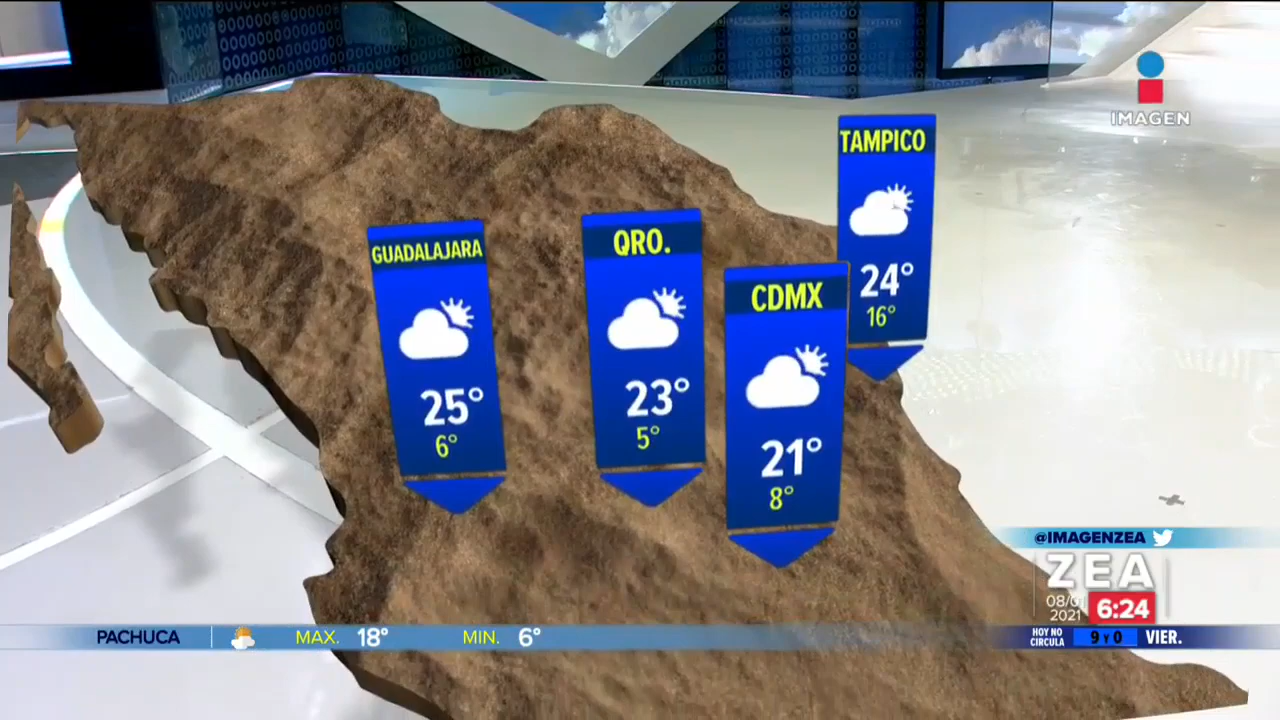 IMAGEN
TAMPICO
24°
16°
GUADALAJARA
25°
6°
QRO.
23°
5°
CDMX
21°
8°
@IMAGENZEA
ZEA
2021
6:24
PACHUCA MAX. 18° MIN. 6°
HOY NO
CIRCULA
9 Y 0 VIER.